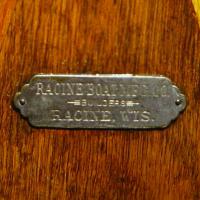 RACINE BOAT MFG. CO.
BUILDERS
RACINE, WIS.